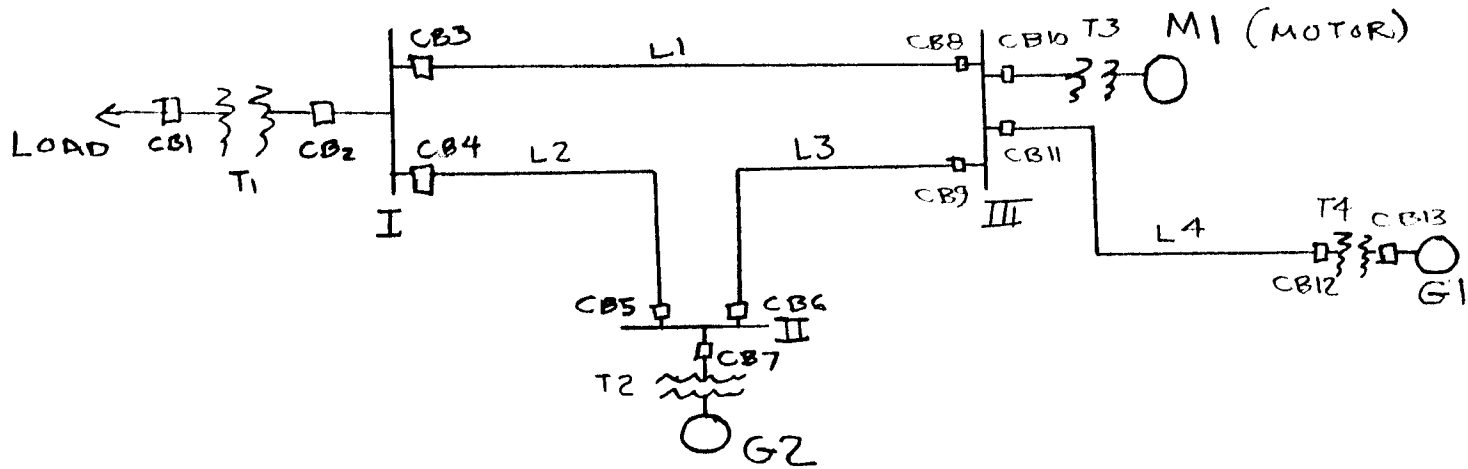 CB3
L1
CB8
CB10
T3
M1 (MOTOR)
LOAD
CB1
T1
CB2
CB4
L2
L3
CB9
CB11
I
III
L4
T4
CB13
CB12
G1
CB5
CB6
II
CB7
T2
G2